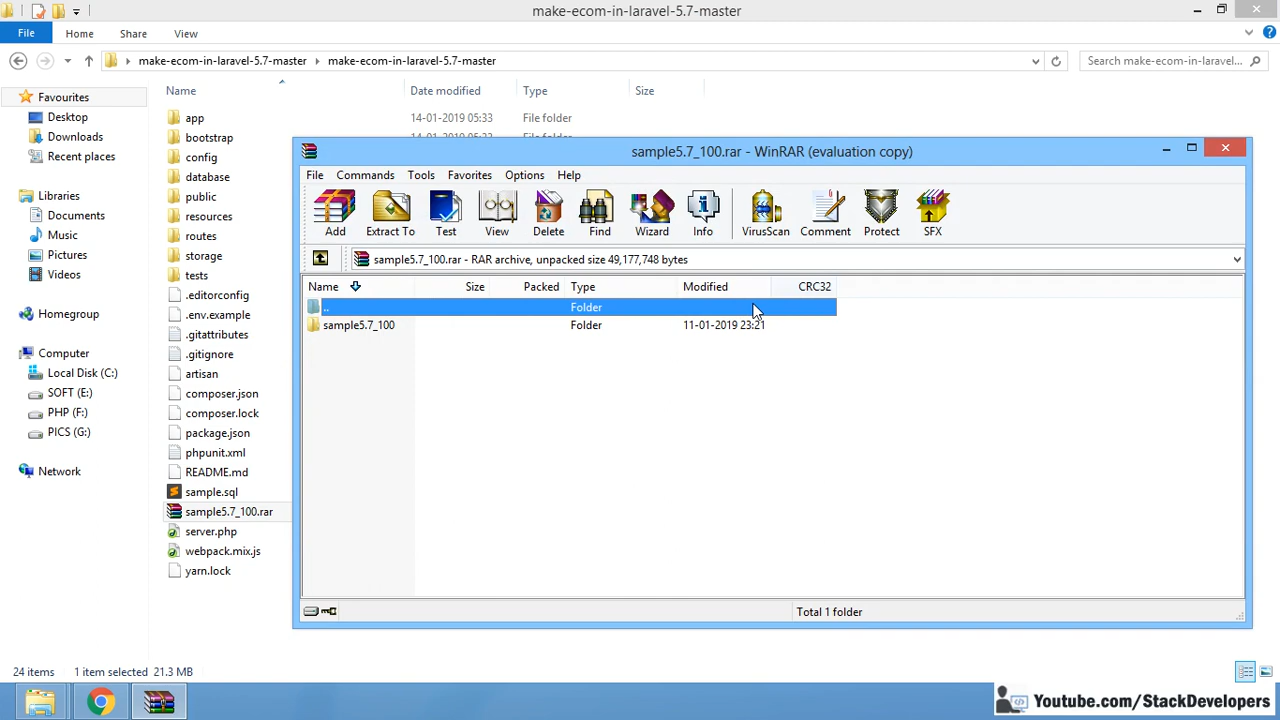 make-ecom-in-laravel-5.7-master
File Home Share View
make-ecom-in-laravel-5.7-master make-ecom-in-laravel-5.7-master Search make-ecom-in-laravel...
Name Date modified Type Size
Favourites
Desktop
Downloads
Recent places
Libraries
Documents
Music
Pictures
Videos
Homegroup
Computer
Local Disk (C:)
SOFT (E:)
PHP (F:)
PICS (G:)
Network
app 14-01-2019 05:33 File folder
bootstrap
config
database
public
resources
routes
storage
tests
.editorconfig
.env.example
.gitattributes
.gitignore
artisan
composer.json
composer.lock
package.json
phpunit.xml
README.md
sample.sql
sample5.7_100.rar
server.php
webpack.mix.js
yarn.lock
sample5.7_100.rar - WinRAR (evaluation copy)
File Commands Tools Favorites Options Help
Add Extract To Test View Delete Find Wizard Info VirusScan Comment Protect SFX
sample5.7_100.rar - RAR archive, unpacked size 49,177,748 bytes
Name Size Packed Type Modified CRC32
.. Folder
sample5.7_100 Folder 11-01-2019 23:21
Total 1 folder
24 items 1 item selected 21.3 MB
Youtube.com/StackDevelopers